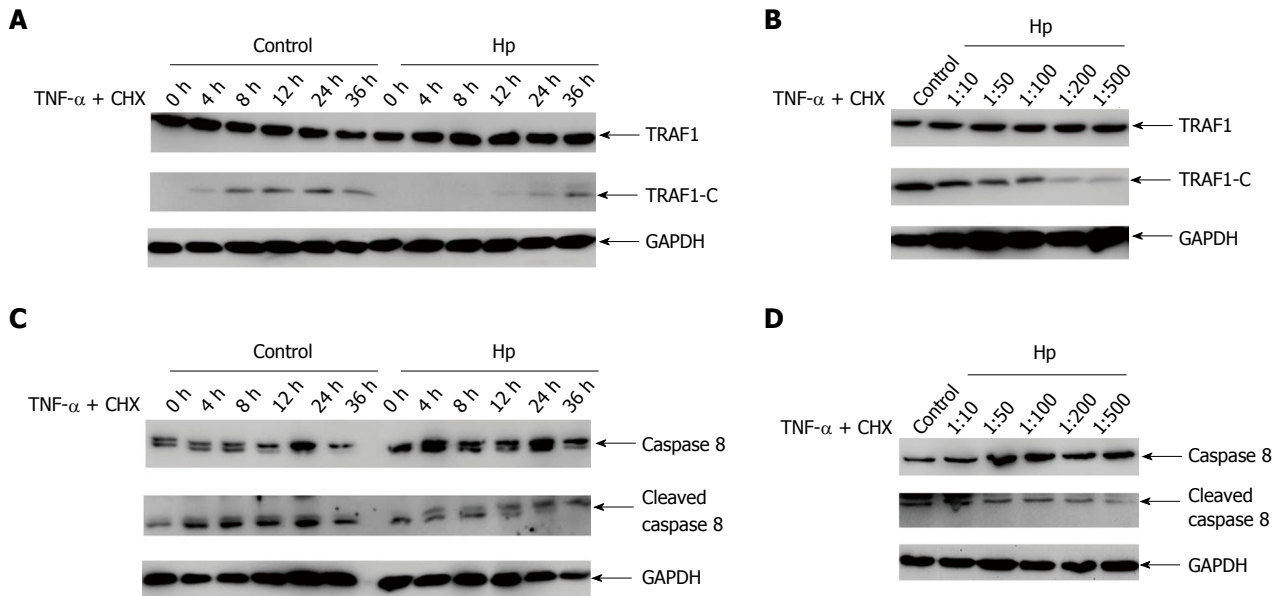 A
Control Hp
TNF-α + CHX 0 h 4 h 8 h 12 h 24 h 36 h 0 h 4 h 8 h 12 h 24 h 36 h
TRAF1
TRAF1-C
GAPDH
B
Hp
TNF-α + CHX Control 1:10 1:50 1:100 1:200 1:500
TRAF1
TRAF1-C
GAPDH
C
Control Hp
TNF-α + CHX 0 h 4 h 8 h 12 h 24 h 36 h 0 h 4 h 8 h 12 h 24 h 36 h
Caspase 8
Cleaved
caspase 8
GAPDH
D
Hp
TNF-α + CHX Control 1:10 1:50 1:100 1:200 1:500
Caspase 8
Cleaved
caspase 8
GAPDH